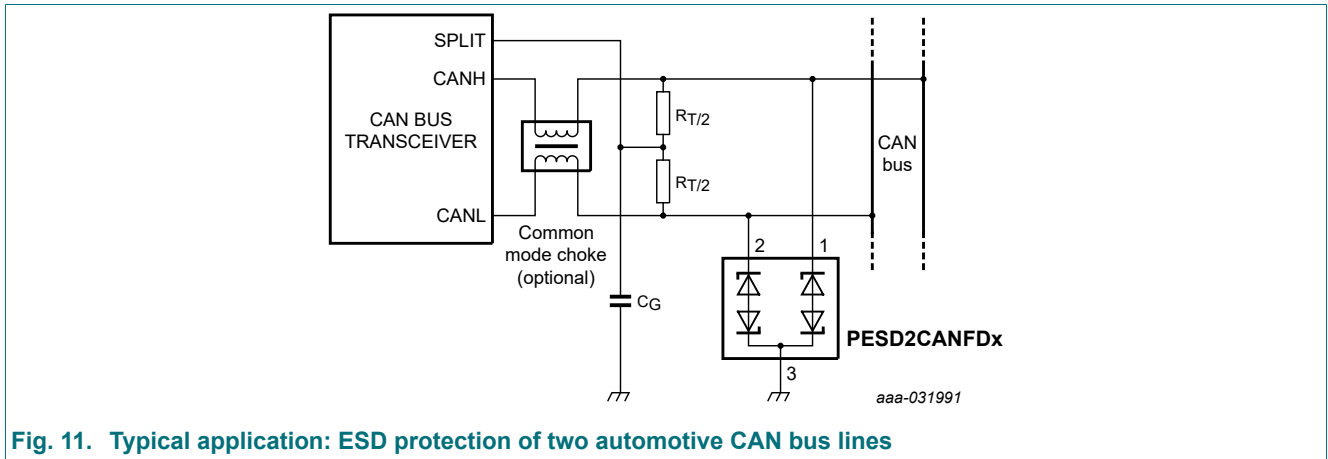 SPLIT
CANH
CAN BUS
TRANSCEIVER
CANL
Common
mode choke
(optional)
RT/2
RT/2
CG
CAN
bus
2
1
3
PESD2CANFDx
aaa-031991
Fig. 11. Typical application: ESD protection of two automotive CAN bus lines